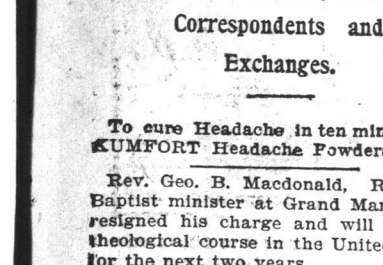 Correspondents and
Exchanges.
To cure Headache in ten min
KUMFORT Headache Powder
Rev. Geo. B. Macdonald, R
Baptist minister at Grand Man
resigned his charge and will
theological course in the Unite
for the next two years